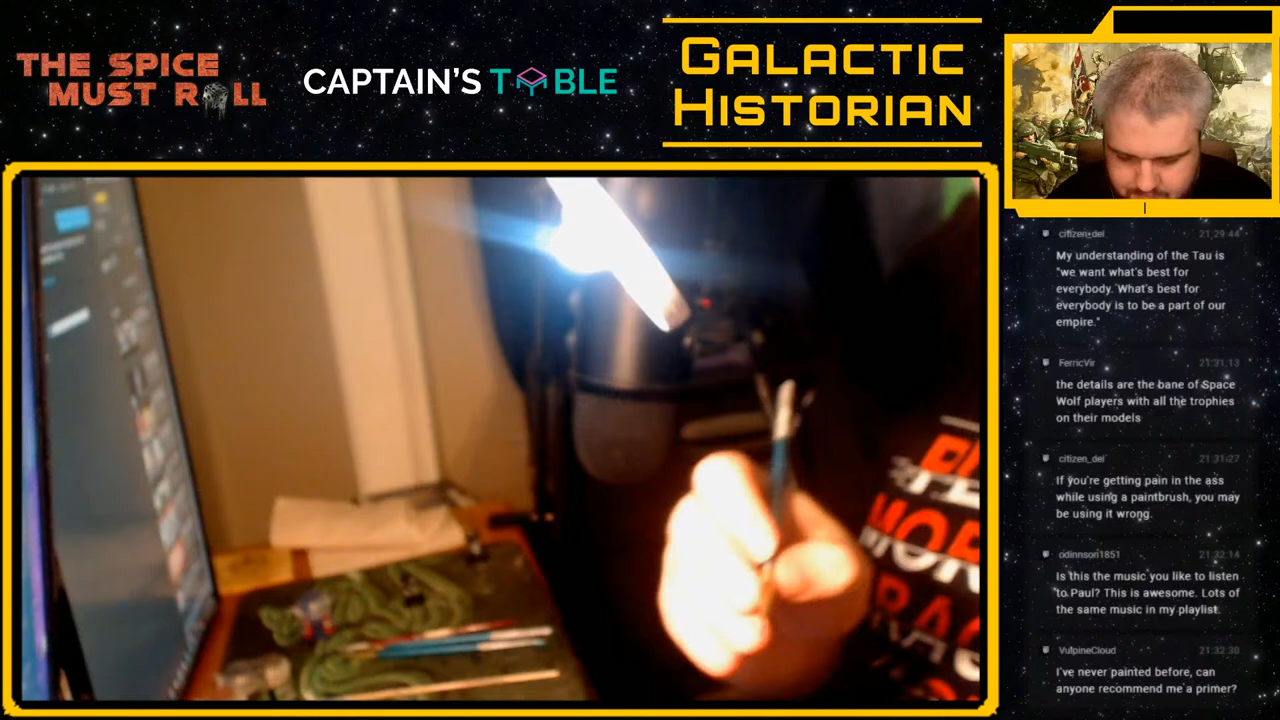 THE SPICE
MUST ROLL
CAPTAIN'S TABLE
GALACTIC
HISTORIAN
citizen_del 21:29:44
My understanding of the Tau is
"we want what's best for
everybody. What's best for
everybody is to be a part of our
empire."
FerricVir 21:31:13
the details are the bane of Space
Wolf players with all the trophies
on their models
citizen_del 21:31:27
If you're getting pain in the ass
while using a paintbrush, you may
be using it wrong.
odinnson1851 21:32:14
Is this the music you like to listen
to Paul? This is awesome. Lots of
the same music in my playlist.
VulpineCloud 21:32:30
I've never painted before, can
anyone recommend me a primer?